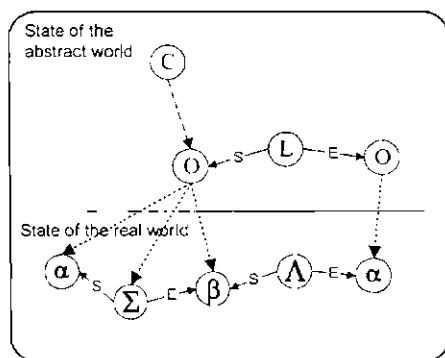 State of the
abstract world
C
O S L E O
State of the real world
α S Σ E β S Λ E α